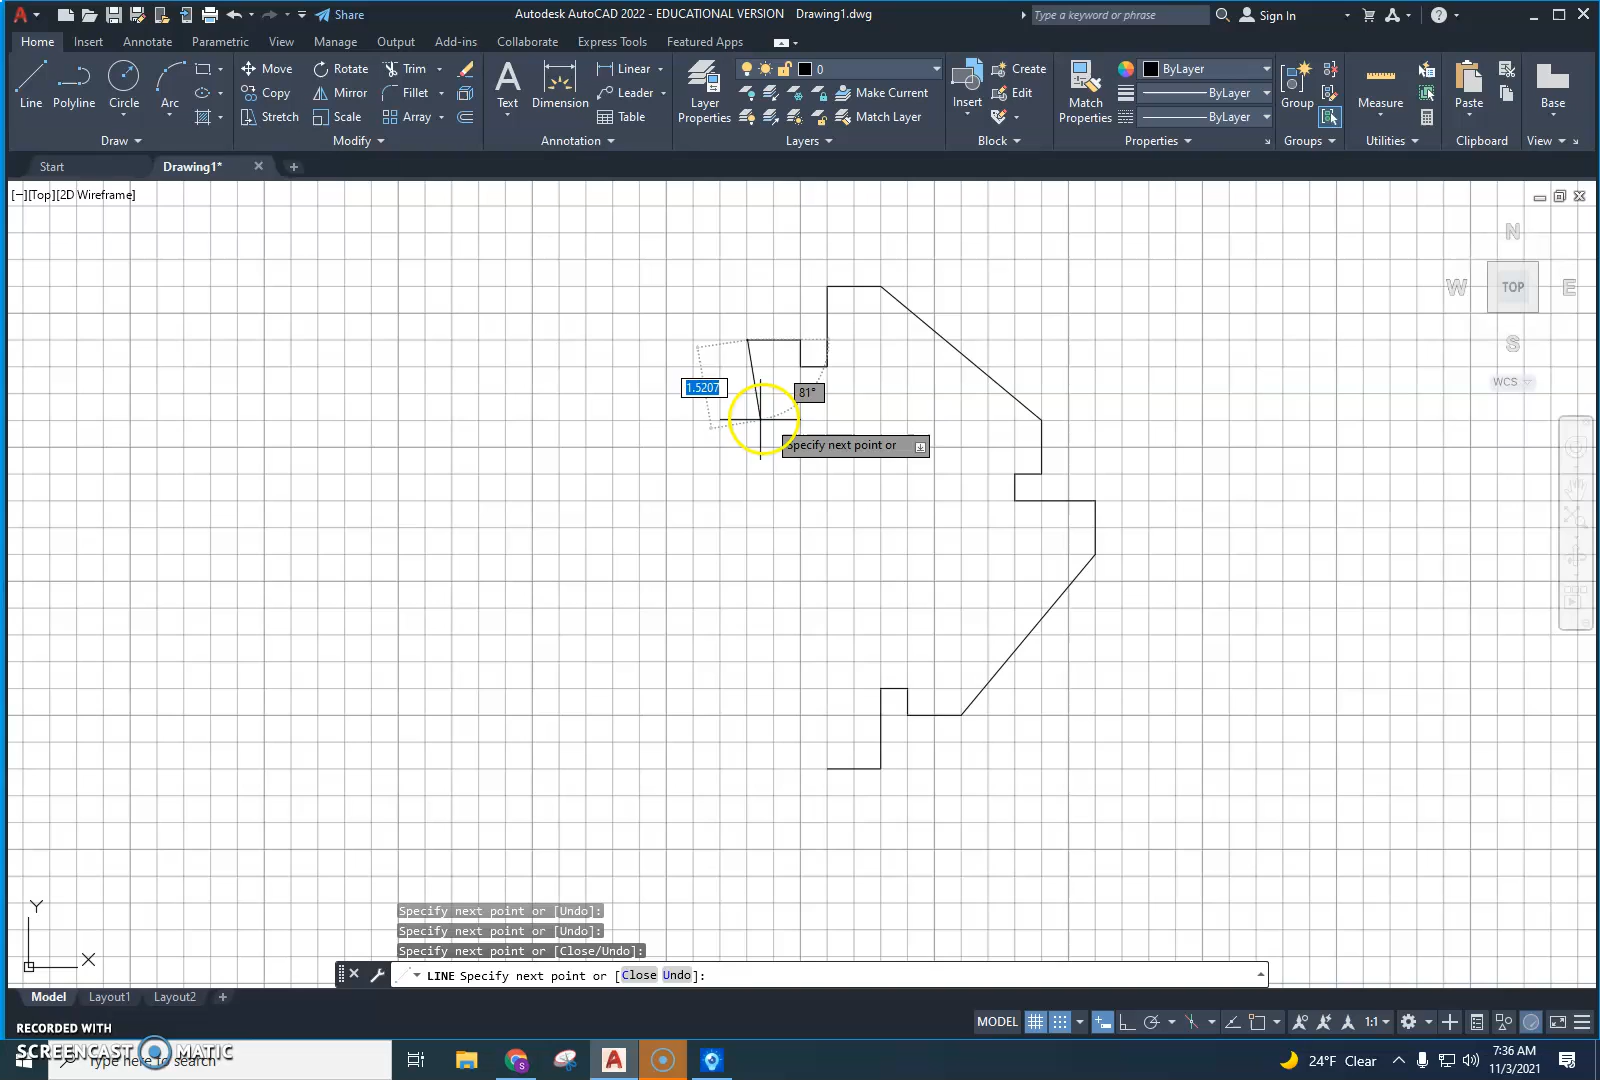 Share
Autodesk AutoCAD 2022 - EDUCATIONAL VERSION Drawing1.dwg
Type a keyword or phrase
Sign In
Home Insert Annotate Parametric View Manage Output Add-ins Collaborate Express Tools Featured Apps
Line Polyline Circle Arc
Move Rotate Trim
Copy Mirror Fillet
Stretch Scale Array
Text Dimension
Linear
Leader
Table
Layer Properties
0
Make Current
Match Layer
Insert
Create
Edit
Match Properties
ByLayer
ByLayer
ByLayer
Group
Measure
Paste
Base
Draw Modify Annotation Layers Block Properties Groups Utilities Clipboard View
Start Drawing1*
[−][Top][2D Wireframe]
N
W TOP E
S
WCS
1.5207
81°
Specify next point or
Y
X
Specify next point or [Undo]:
Specify next point or [Undo]:
Specify next point or [Close/Undo]:
LINE Specify next point or [Close Undo]:
Model Layout1 Layout2 +
MODEL 1:1
RECORDED WITH
SCREENCAST MATIC
Type here to search
24°F Clear
7:36 AM
11/3/2021